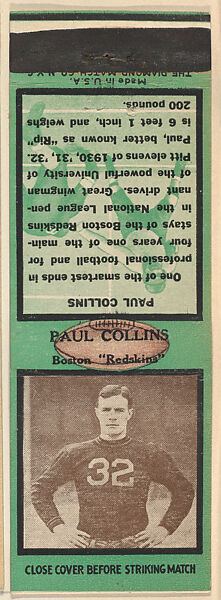 PAUL COLLINS
Boston "Redskins"
32
CLOSE COVER BEFORE STRIKING MATCH
PAUL COLLINS
One of the smartest ends in
professional football and for
four years one of the main-
stays of the Boston Redskins
in the National League pen-
nant drives. Great wingman
of the powerful University of
Pitt elevens of 1930, '31, '32.
Paul, better known as "Rip"
is 6 feet 1 inch, and weighs
200 pounds.
THE DIAMOND MATCH CO. N.Y.C.
Made in U.S.A.